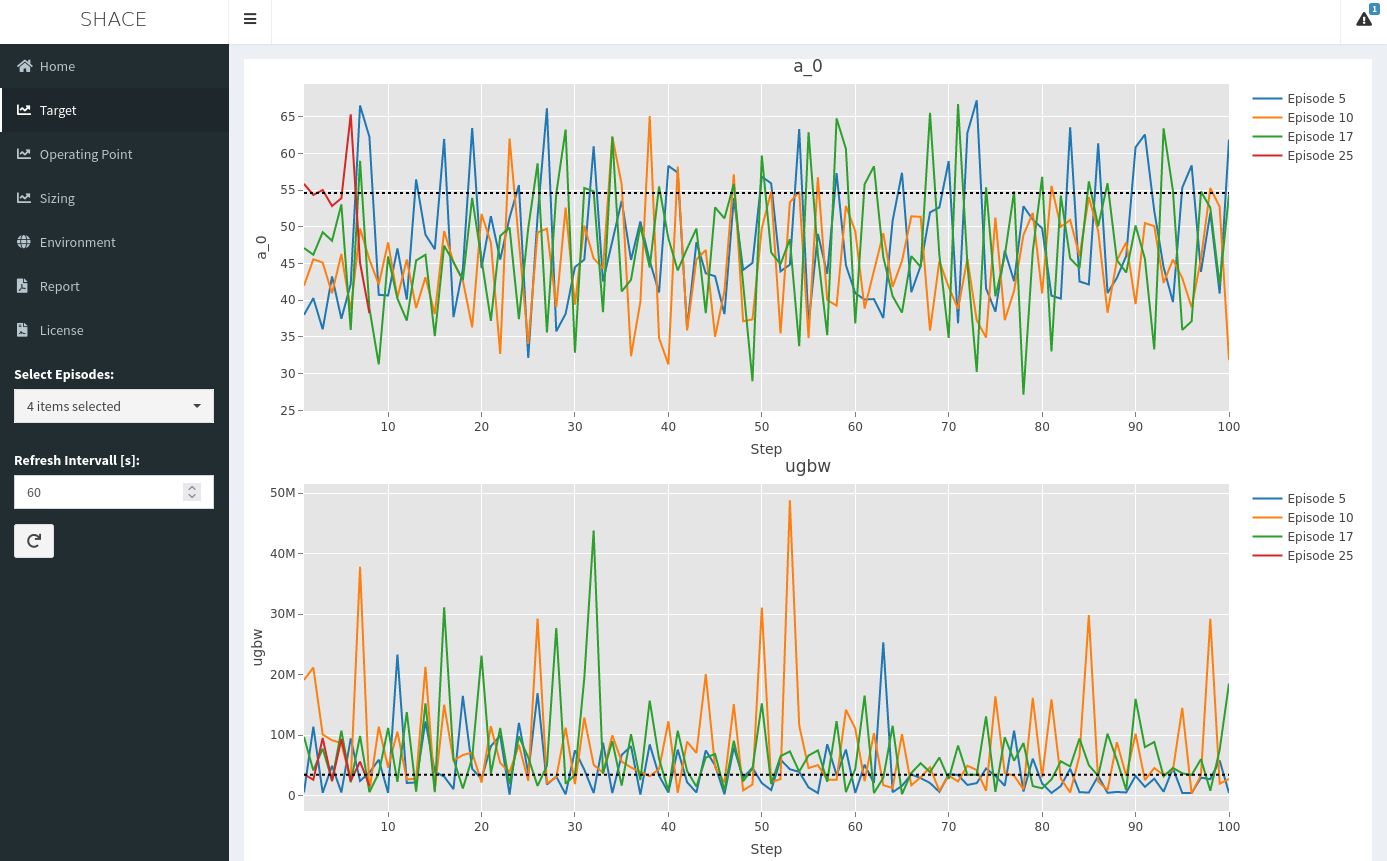 SHACE
1
Home
Target
Operating Point
Sizing
Environment
Report
License
Select Episodes:
4 items selected
Refresh Intervall [s]:
60
a_0
65
60
55
50
45
40
35
30
25
a_0
10 20 30 40 50 60 70 80 90 100
Step
Episode 5
Episode 10
Episode 17
Episode 25
ugbw
50M
40M
30M
20M
10M
0
ugbw
10 20 30 40 50 60 70 80 90 100
Step
Episode 5
Episode 10
Episode 17
Episode 25